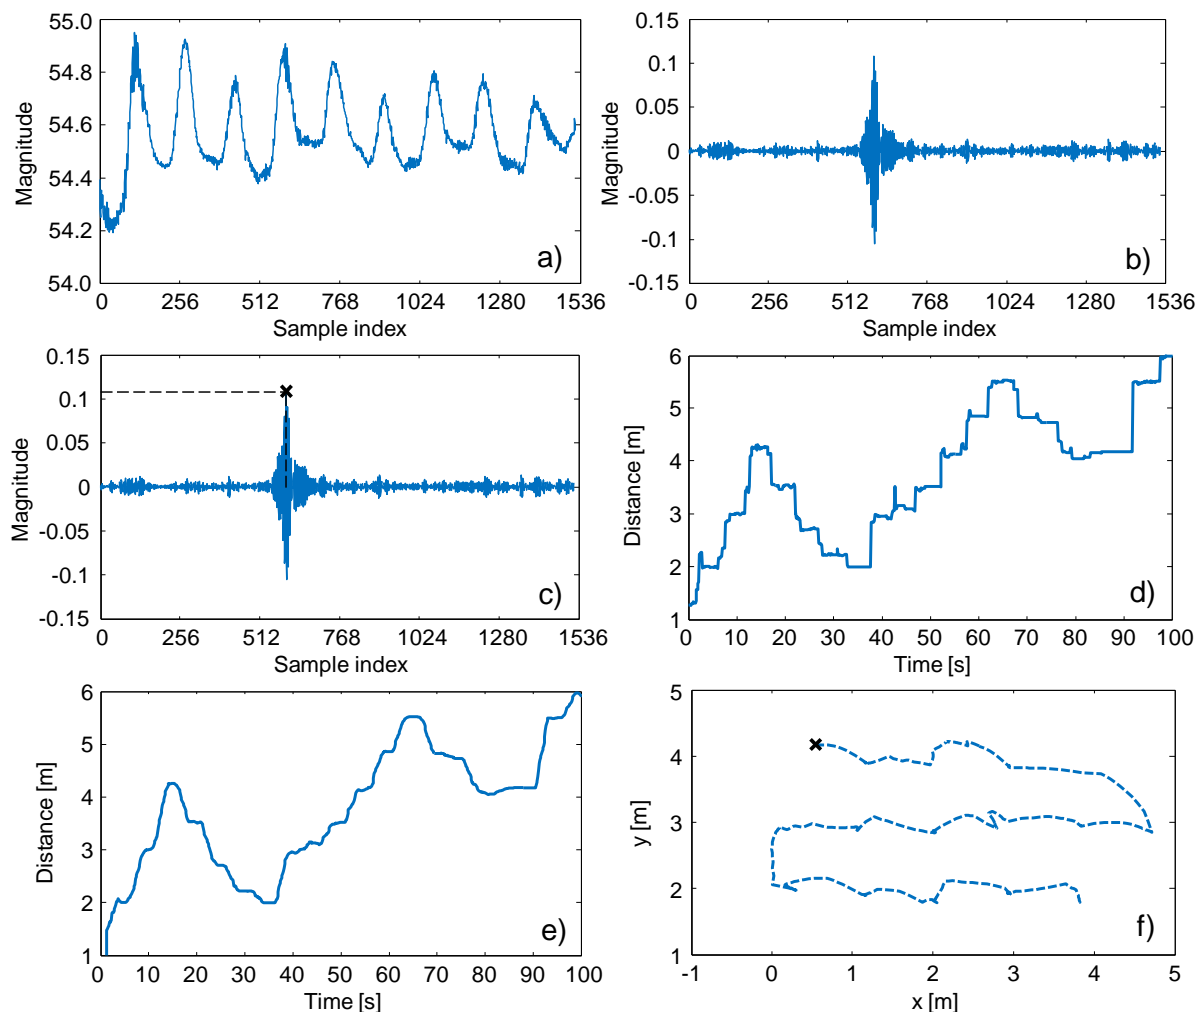 55.0
54.8
54.6
54.4
54.2
54.0
Magnitude
0 256 512 768 1024 1280 1536
Sample index
a)
0.15
0.1
0.05
0
-0.05
-0.1
-0.15
Magnitude
0 256 512 768 1024 1280 1536
Sample index
b)
0.15
0.1
0.05
0
-0.05
-0.1
-0.15
Magnitude
0 256 512 768 1024 1280 1536
Sample index
c)
6
5
4
3
2
1
Distance [m]
0 10 20 30 40 50 60 70 80 90 100
Time [s]
d)
6
5
4
3
2
1
Distance [m]
0 10 20 30 40 50 60 70 80 90 100
Time [s]
e)
5
4
3
2
1
y [m]
-1 0 1 2 3 4 5
x [m]
f)